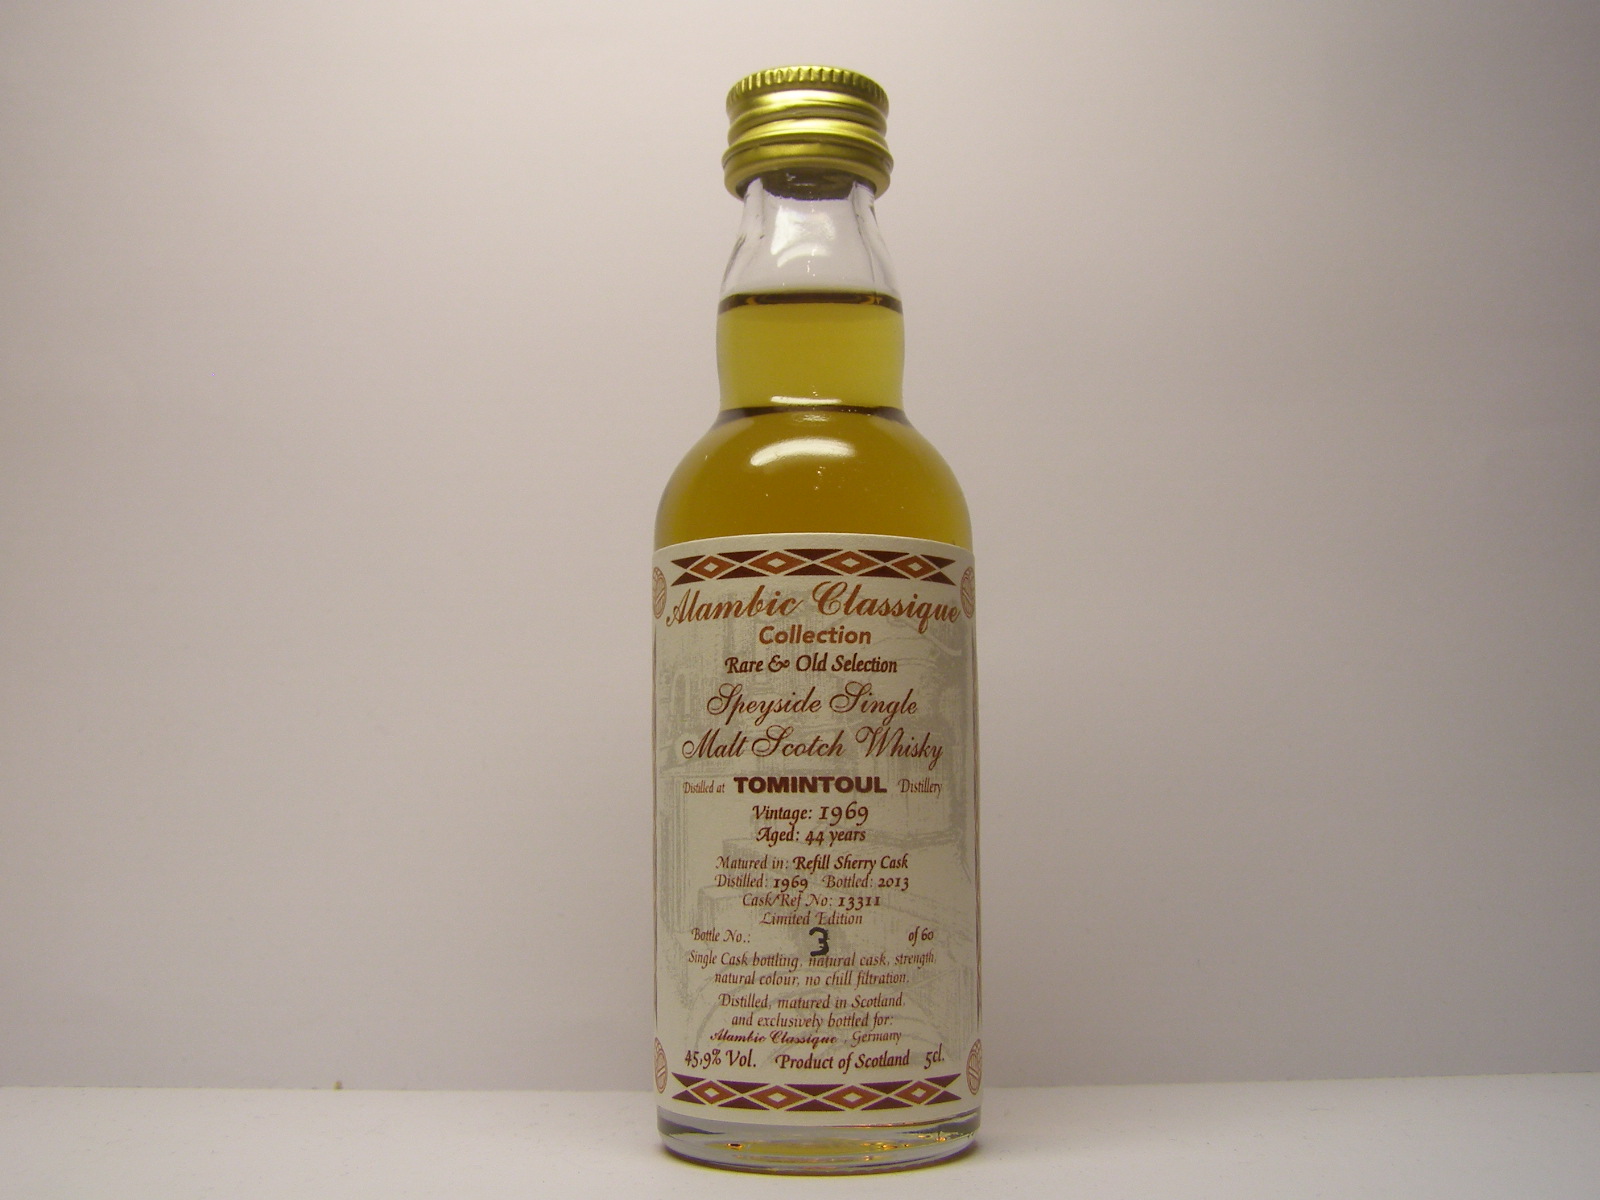 Alambic Classique
Collection
Rare & Old Selection
Speyside Single
Malt Scotch Whisky
Distilled at TOMINTOUL Distillery
Vintage: 1969
Aged: 44 years
Matured in: Refill Sherry Cask
Distilled: 1969 Bottled: 2013
Cask/Ref No: 13311
Limited Edition
Bottle No.: 3 of 60
Single Cask bottling, natural cask, strength,
natural colour, no chill filtration.
Distilled, matured in Scotland,
and exclusively bottled for:
Alambic Classique, Germany
45,9% Vol. Product of Scotland 5cl.